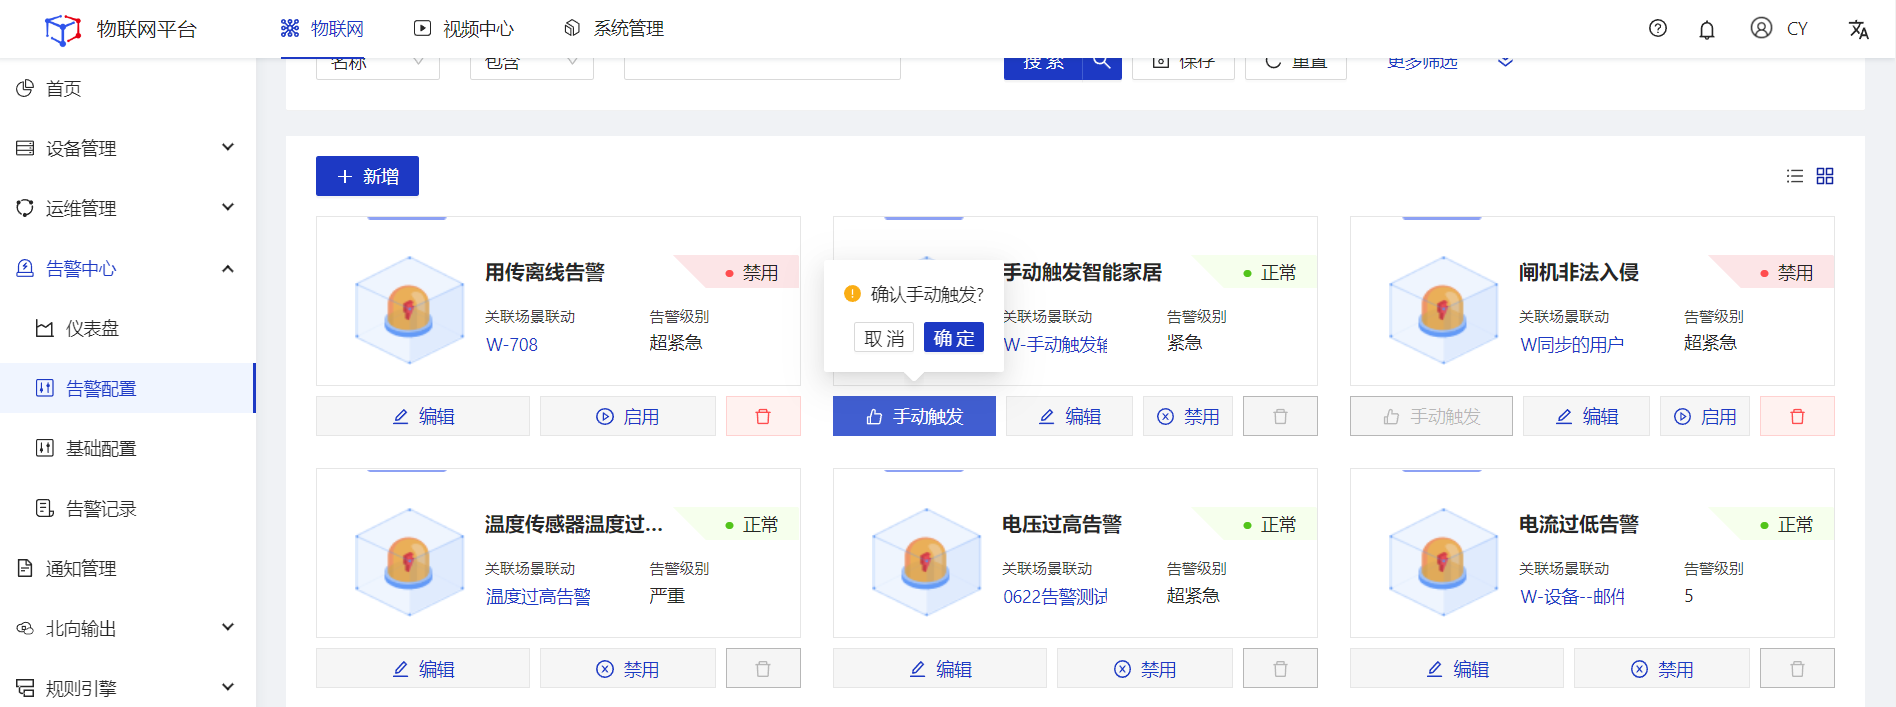 物联网平台
物联网
视频中心
系统管理
CY
首页
设备管理
运维管理
告警中心
仪表盘
告警配置
基础配置
告警记录
通知管理
北向输出
规则引擎
名称
包含
搜 索
保存
重置
更多筛选
新增
用传离线告警
禁用
关联场景联动
告警级别
W-708
超紧急
编辑
启用
手动触发智能家居
正常
关联场景联动
告警级别
W-手动触发输
紧急
确认手动触发?
取 消
确 定
手动触发
编辑
禁用
闸机非法入侵
禁用
关联场景联动
告警级别
W同步的用户
超紧急
手动触发
编辑
启用
温度传感器温度过...
正常
关联场景联动
告警级别
温度过高告警
严重
编辑
禁用
电压过高告警
正常
关联场景联动
告警级别
0622告警测试
超紧急
编辑
禁用
电流过低告警
正常
关联场景联动
告警级别
W-设备--邮件
5
编辑
禁用